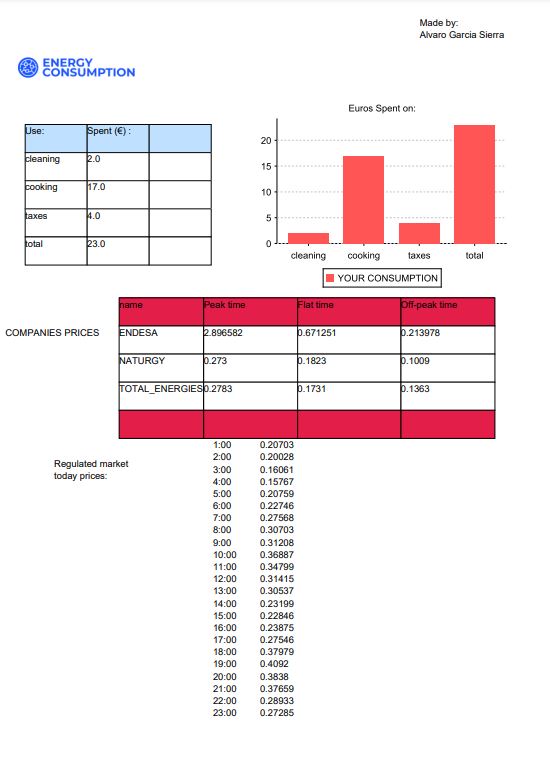 Made by:
Alvaro Garcia Sierra
ENERGY
CONSUMPTION
Use: Spent (€) :
cleaning 2.0
cooking 17.0
taxes 4.0
total 23.0
Euros Spent on:
20
15
10
5
0
cleaning cooking taxes total
YOUR CONSUMPTION
COMPANIES PRICES
name Peak time Flat time Off-peak time
ENDESA 2.896582 0.671251 0.213978
NATURGY 0.273 0.1823 0.1009
TOTAL_ENERGIES 0.2783 0.1731 0.1363
Regulated market
today prices:
1:00 0.20703
2:00 0.20028
3:00 0.16061
4:00 0.15767
5:00 0.20759
6:00 0.22746
7:00 0.27568
8:00 0.30703
9:00 0.31208
10:00 0.36887
11:00 0.34799
12:00 0.31415
13:00 0.30537
14:00 0.23199
15:00 0.22846
16:00 0.23875
17:00 0.27546
18:00 0.37979
19:00 0.4092
20:00 0.3838
21:00 0.37659
22:00 0.28933
23:00 0.27285